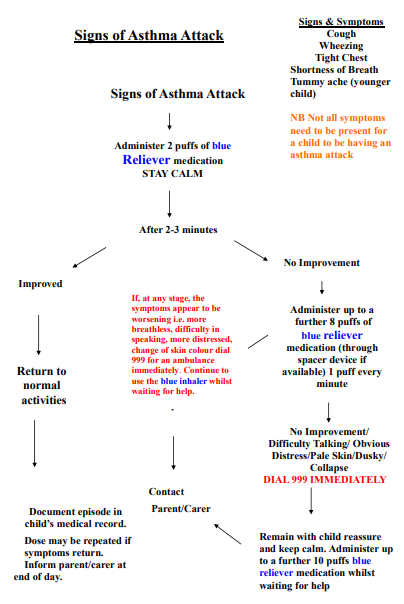 Signs of Asthma Attack
Signs & Symptoms
Cough
Wheezing
Tight Chest
Shortness of Breath
Tummy ache (younger
child)
NB Not all symptoms
need to be present for
a child to be having an
asthma attack
Signs of Asthma Attack
Administer 2 puffs of blue
Reliever medication
STAY CALM
After 2-3 minutes
Improved
Return to
normal
activities
Document episode in
child's medical record.
Dose may be repeated if
symptoms return.
Inform parent/carer at
end of day.
If, at any stage, the
symptoms appear to be
worsening i.e. more
breathless, difficulty in
speaking, more distressed,
change of skin colour dial
999 for an ambulance
immediately. Continue to
use the blue inhaler whilst
waiting for help.
.
Contact
Parent/Carer
No Improvement
Administer up to a
further 8 puffs of
blue reliever
medication (through
spacer device if
available) 1 puff every
minute
No Improvement/
Difficulty Talking/ Obvious
Distress/Pale Skin/Dusky/
Collapse
DIAL 999 IMMEDIATELY
Remain with child reassure
and keep calm. Administer up
to a further 10 puffs blue
reliever medication whilst
waiting for help